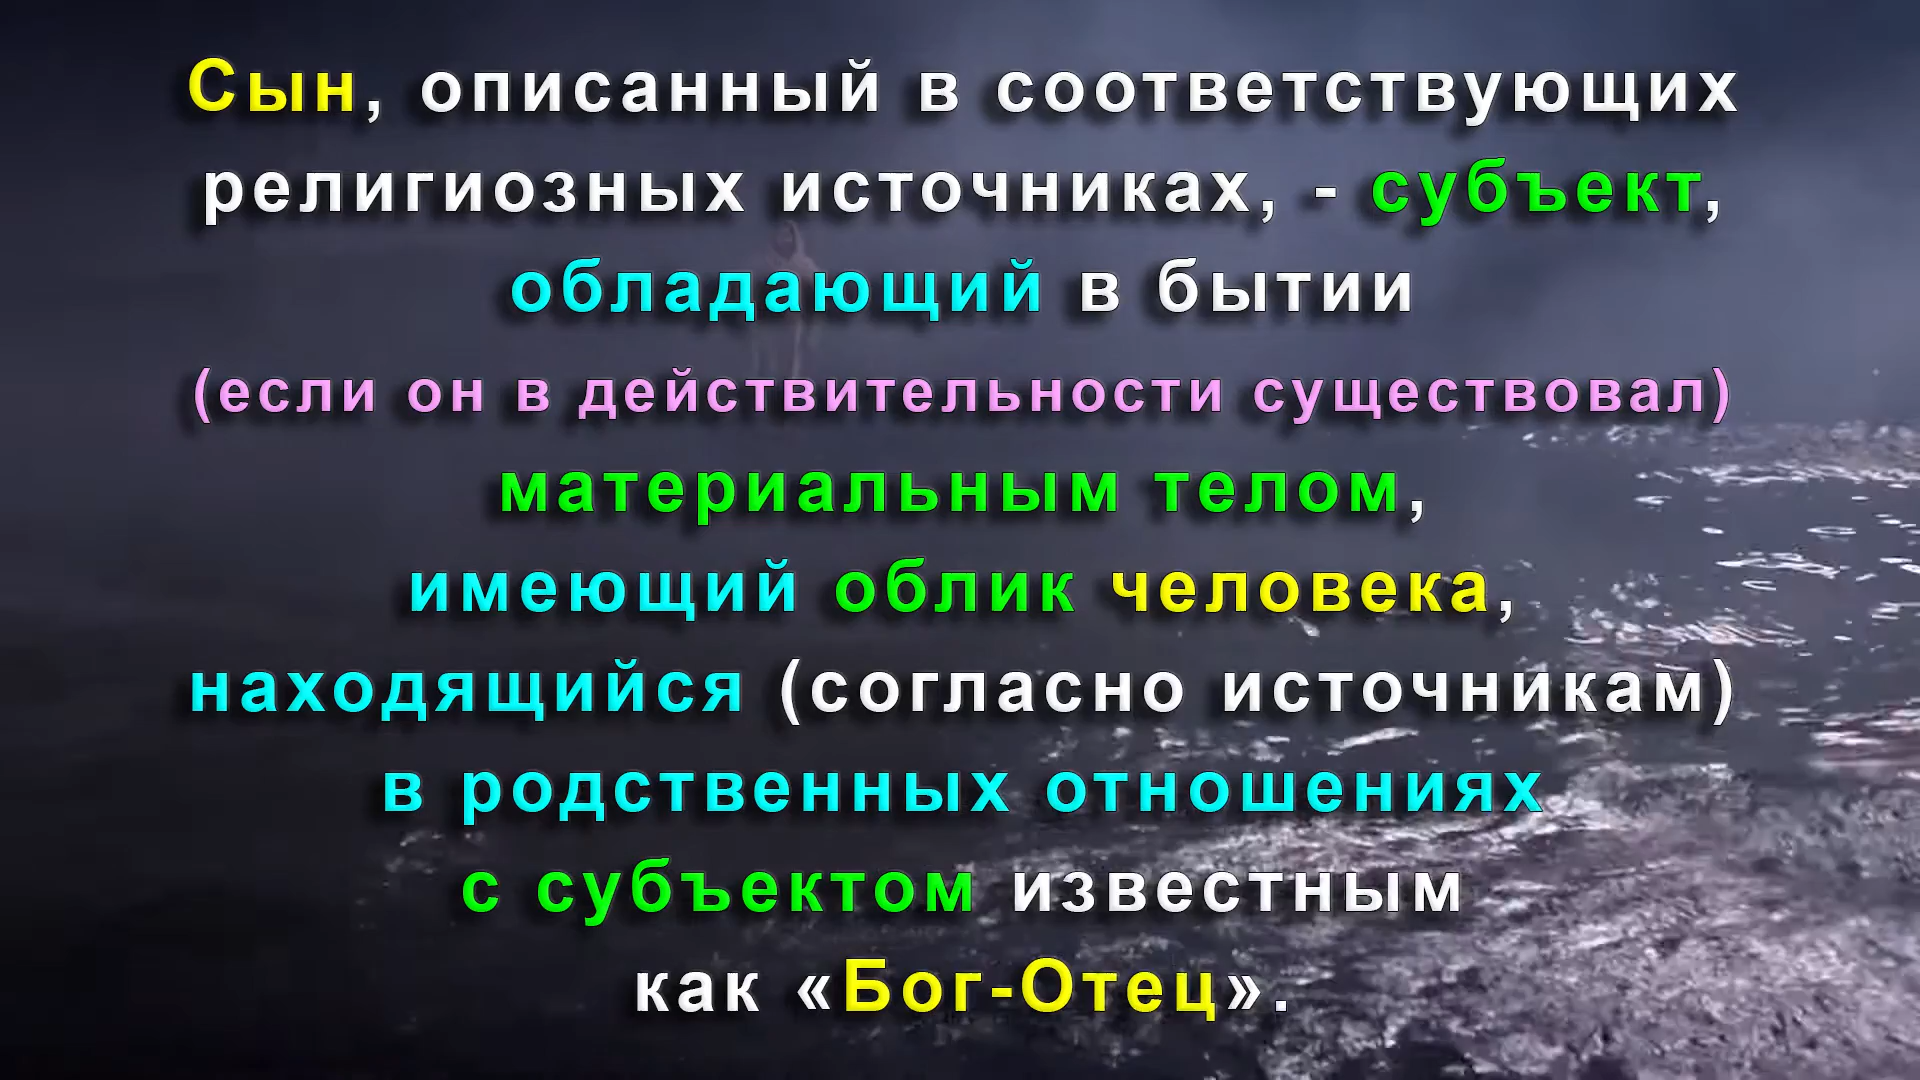 Сын, описанный в соответствующих
религиозных источниках, - субъект,
обладающий в бытии
(если он в действительности существовал)
материальным телом,
имеющий облик человека,
находящийся (согласно источникам)
в родственных отношениях
с субъектом известным
как «Бог-Отец».